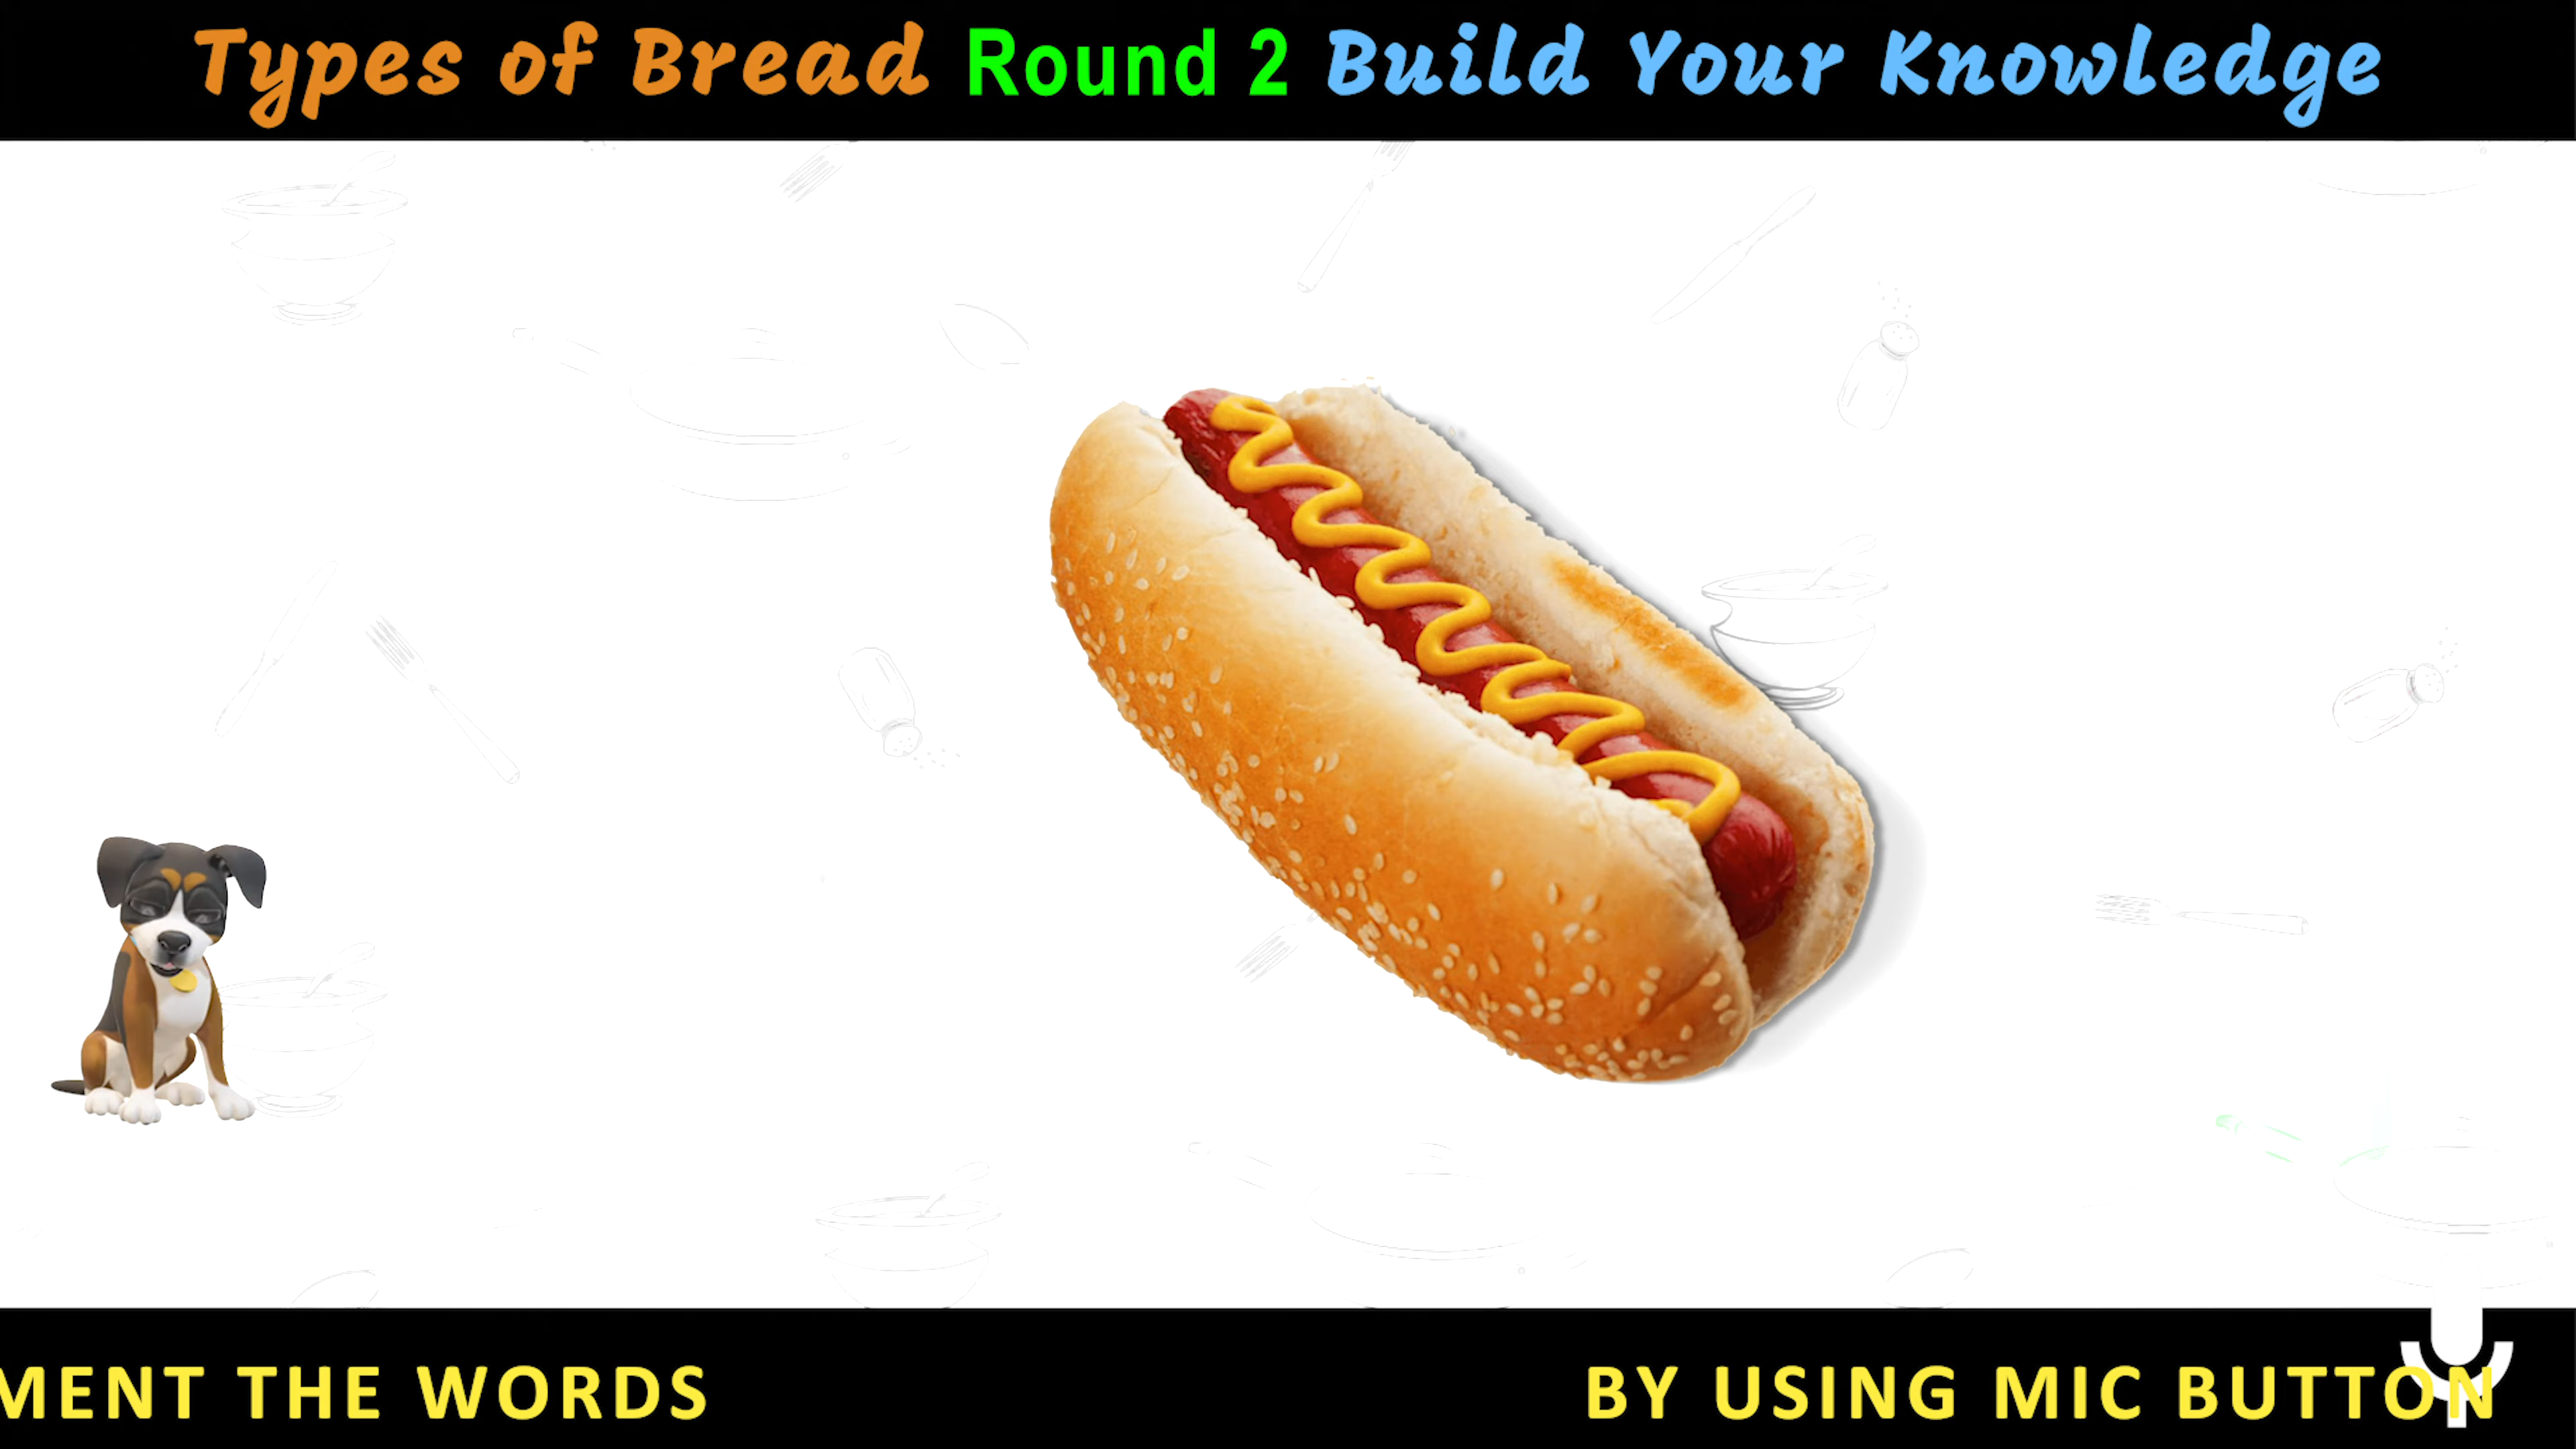 Types of Bread Round 2 Build Your Knowledge
MENT THE WORDS BY USING MIC BUTTON